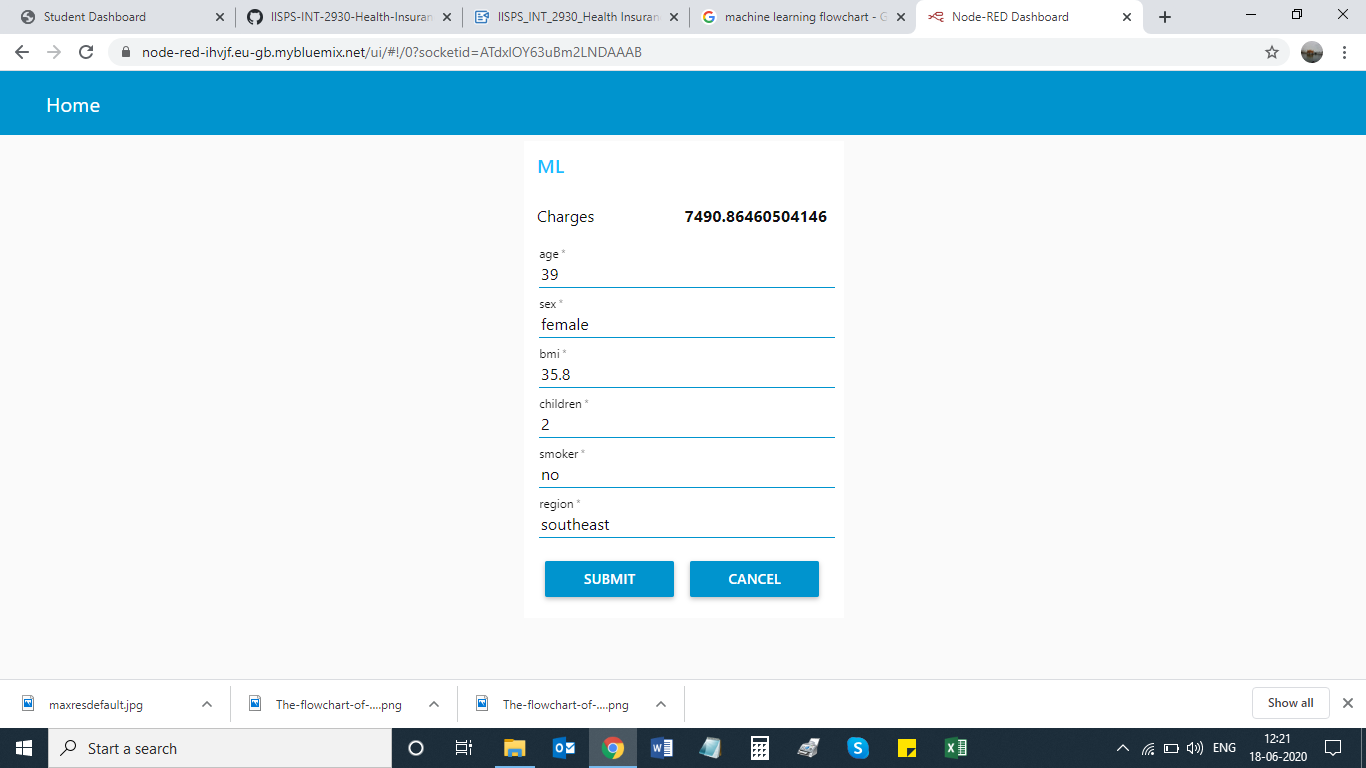 Student Dashboard
IISPS-INT-2930-Health-Insuran
IISPS_INT_2930_Health Insuran
machine learning flowchart - G
Node-RED Dashboard
node-red-ihvjf.eu-gb.mybluemix.net/ui/#!/0?socketid=ATdxlOY63uBm2LNDAAAB
Home
ML
Charges 7490.86460504146
age *
39
sex *
female
bmi *
35.8
children *
2
smoker *
no
region *
southeast
SUBMIT CANCEL
maxresdefault.jpg
The-flowchart-of-....png
The-flowchart-of-....png
Show all
Start a search
ENG
12:21
18-06-2020